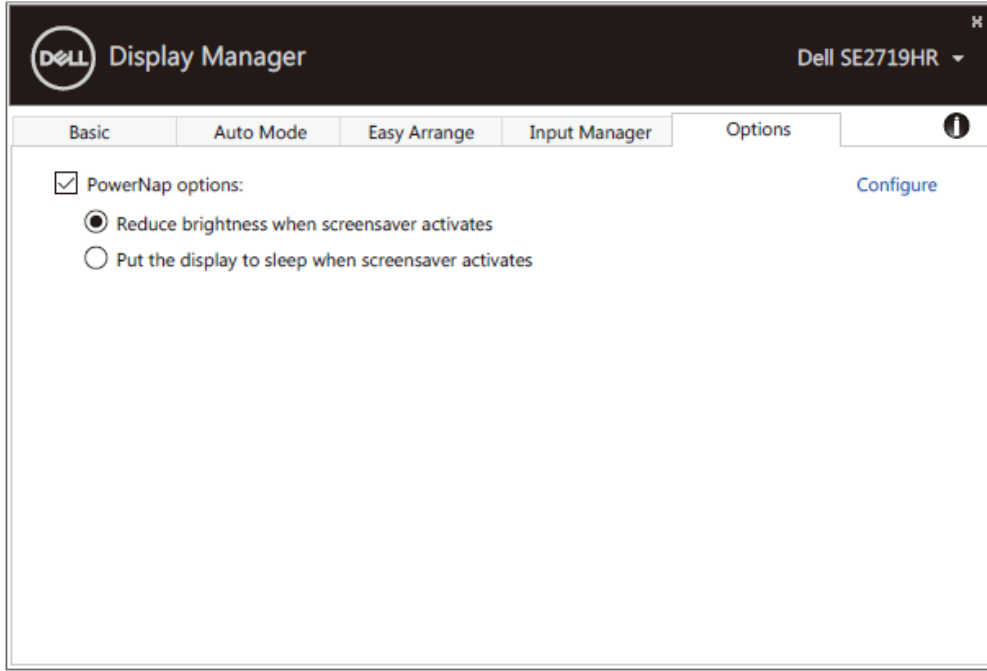 DELL Display Manager
Dell SE2719HR
Basic Auto Mode Easy Arrange Input Manager Options
PowerNap options: Configure
Reduce brightness when screensaver activates
Put the display to sleep when screensaver activates